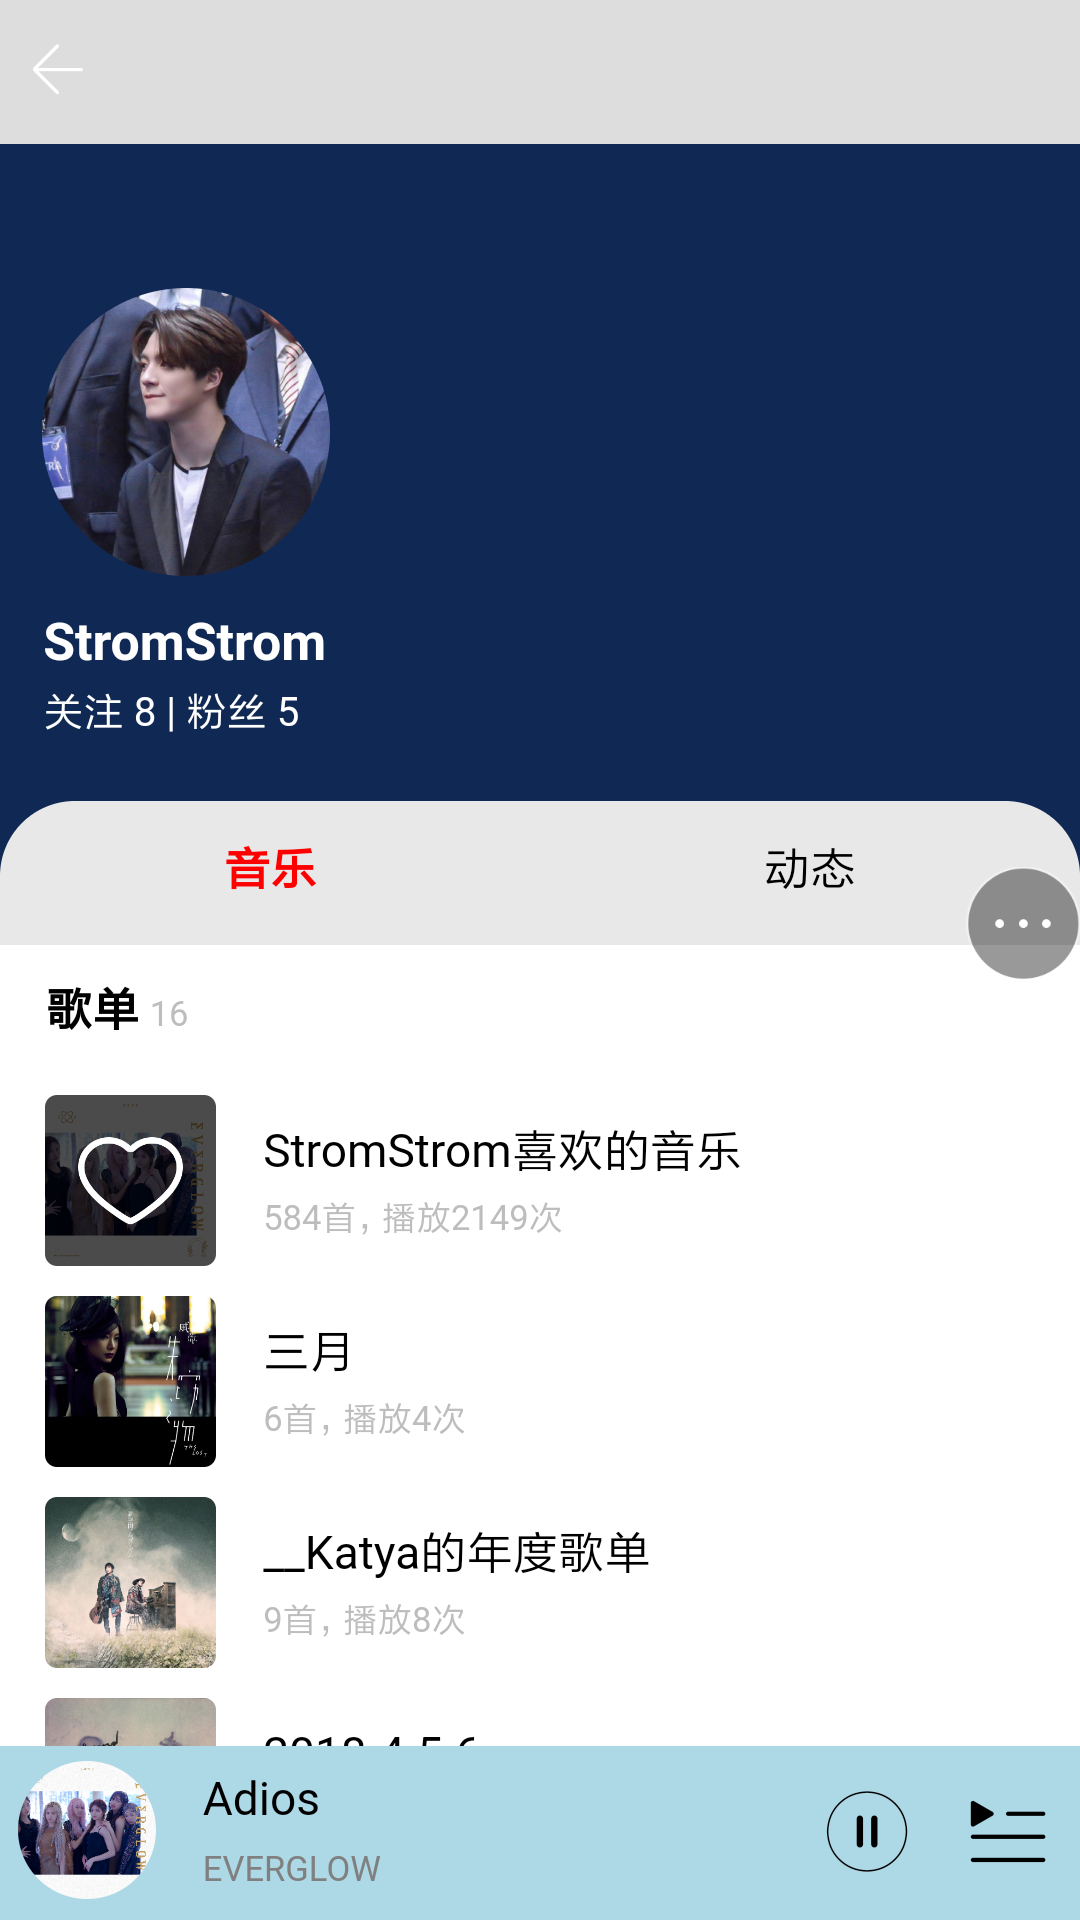 StromStrom
关注 8 | 粉丝 5
音乐 动态
歌单 16
StromStrom喜欢的音乐
584首, 播放2149次
三月
6首, 播放4次
__Katya的年度歌单
9首, 播放8次
Adios
EVERGLOW